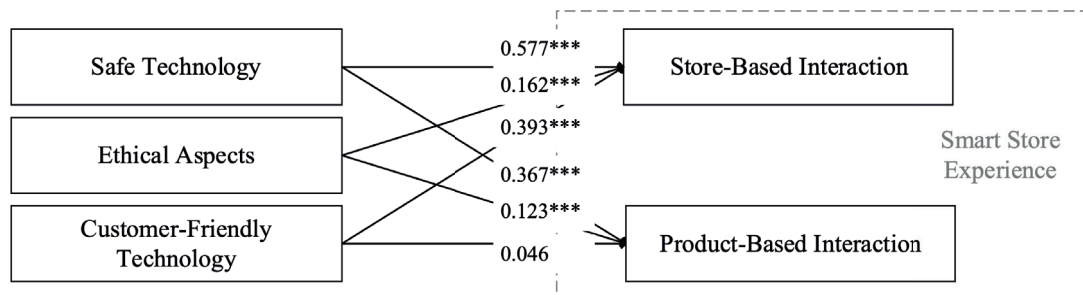 Safe Technology
Ethical Aspects
Customer-Friendly
Technology
0.577***
0.162***
0.393***
0.367***
0.123***
0.046
Store-Based Interaction
Smart Store
Experience
Product-Based Interaction